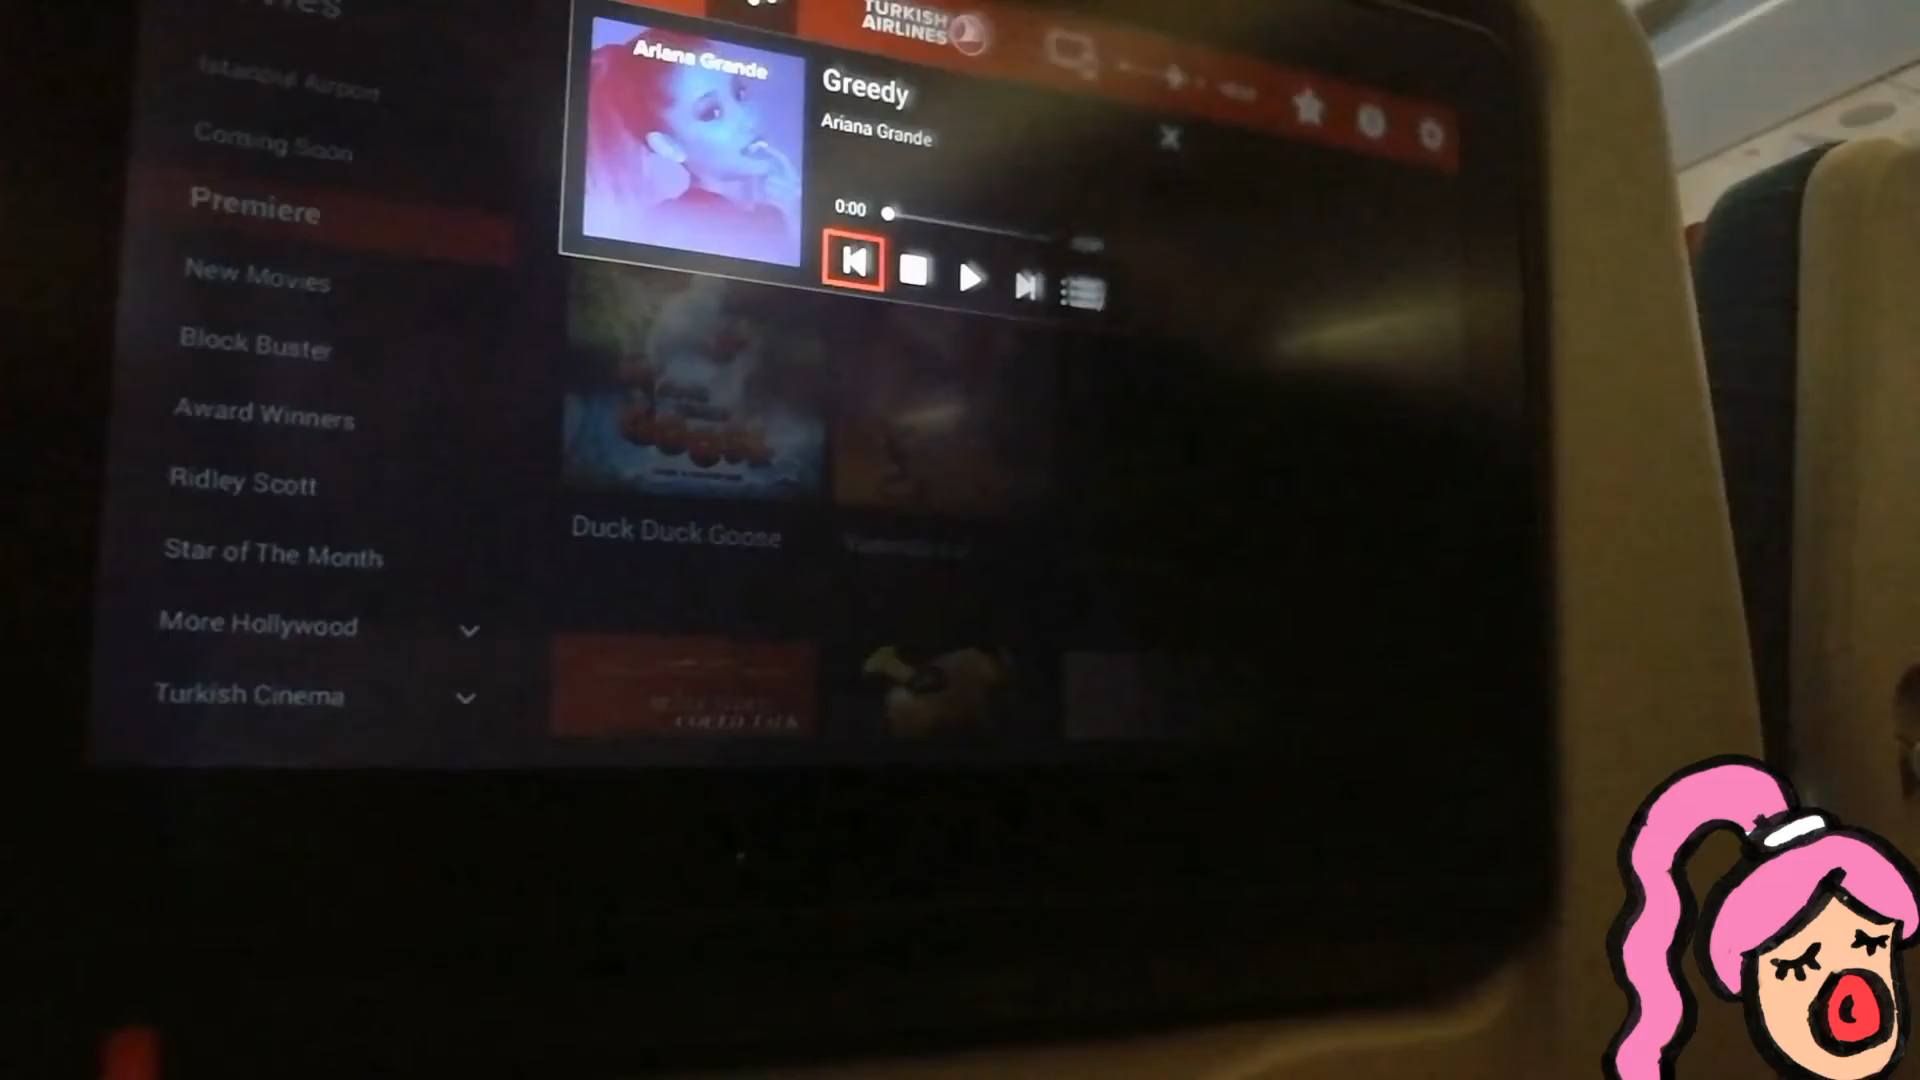 TURKISH
AIRLINES
Ariana Grande
Greedy
Ariana Grande
0:00
Istanbul Airport
Coming Soon
Premiere
New Movies
Block Buster
Award Winners
Ridley Scott
Star of The Month
More Hollywood
Turkish Cinema
Duck Duck Goose